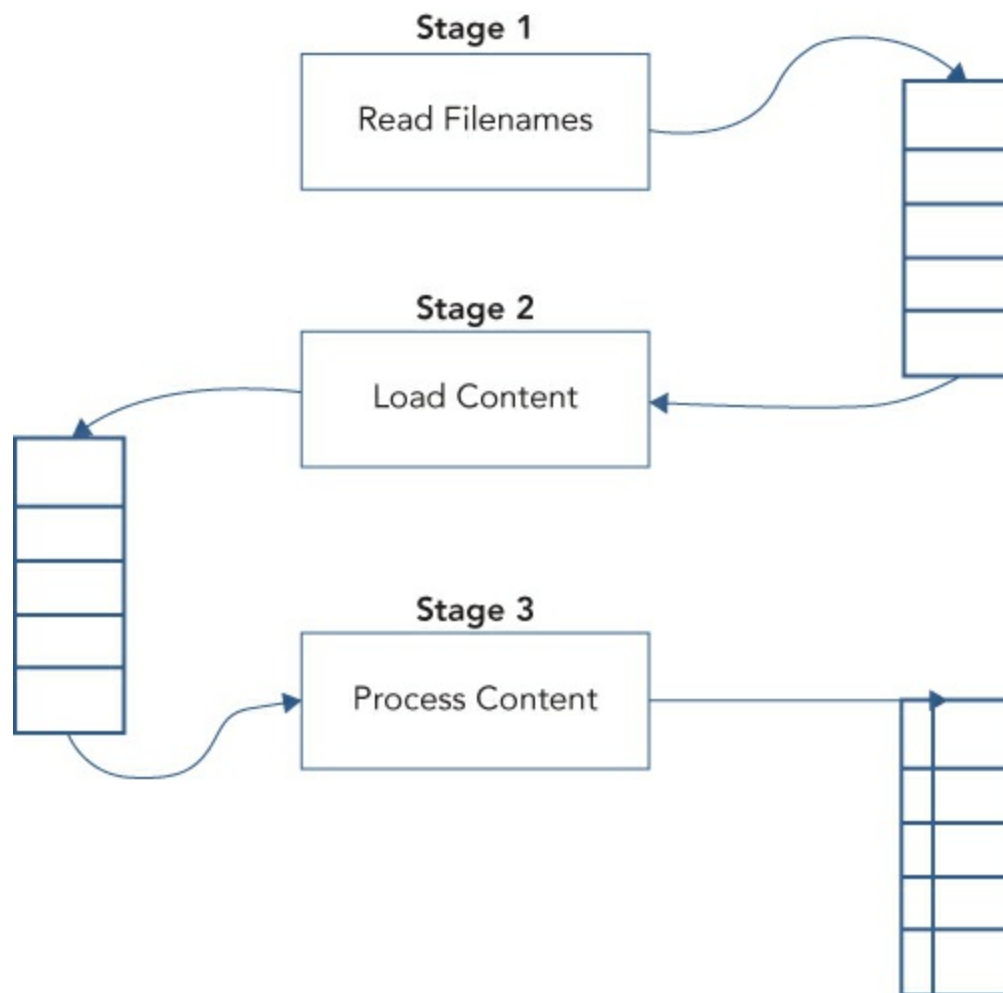 Stage 1
Read Filenames
Stage 2
Load Content
Stage 3
Process Content